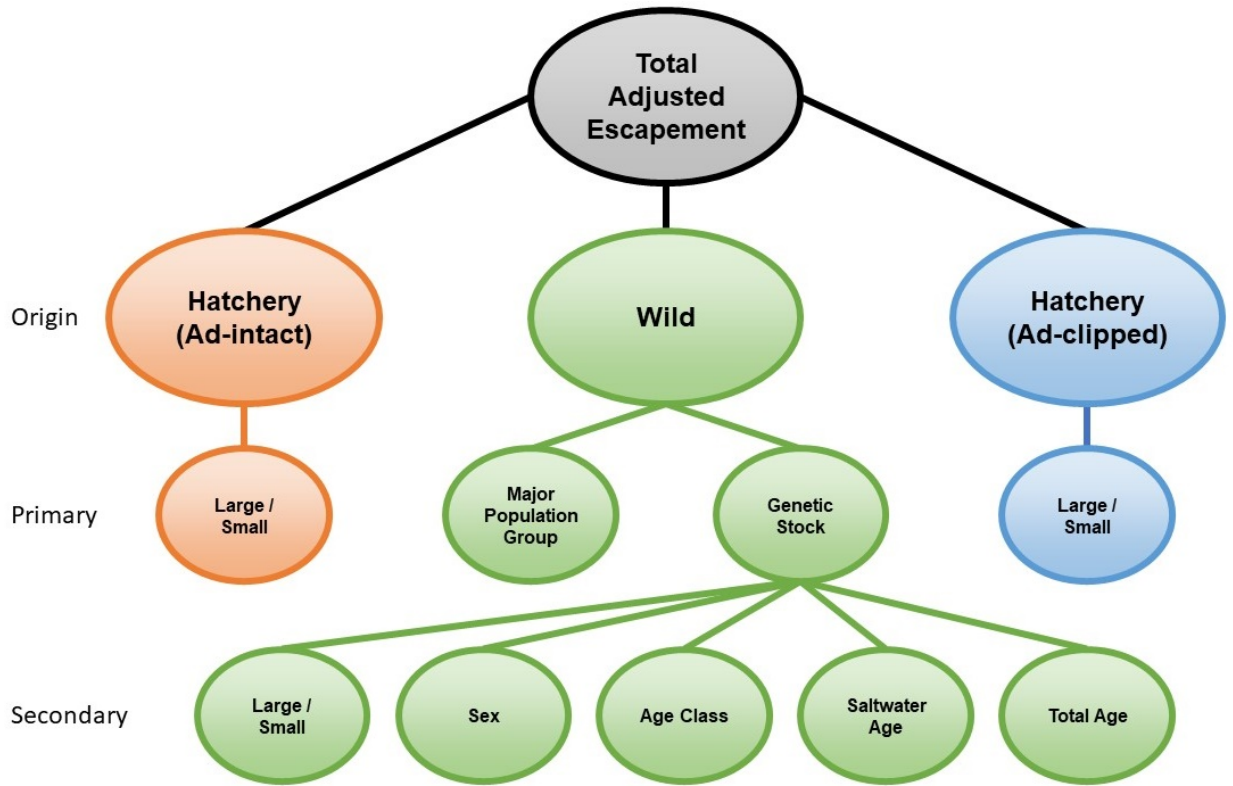 Total
Adjusted
Escapement
Origin
Hatchery
(Ad-intact)
Wild
Hatchery
(Ad-clipped)
Primary
Large /
Small
Major
Population
Group
Genetic
Stock
Large /
Small
Secondary
Large /
Small
Sex
Age Class
Saltwater
Age
Total Age